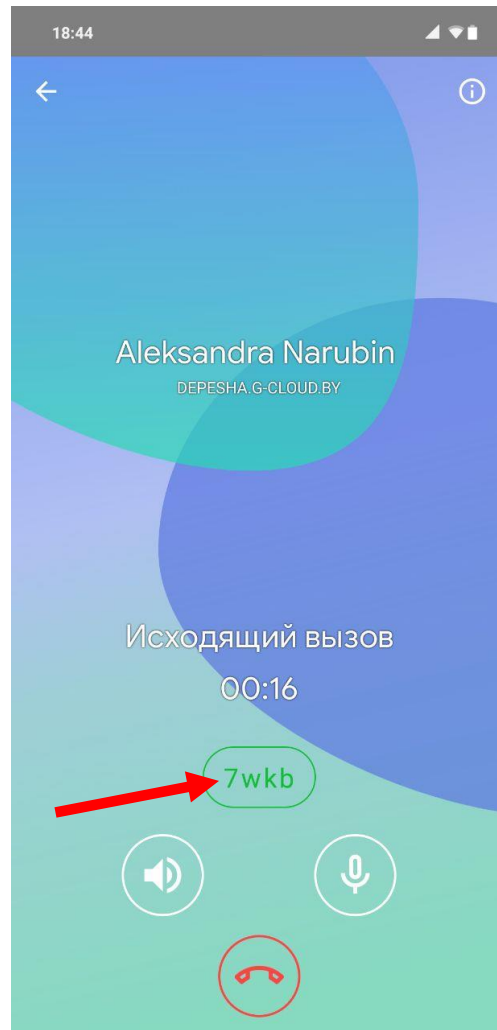 18:44
Aleksandra Narubin
DEPESHA.G-CLOUD.BY
Исходящий вызов
00:16
7wkb